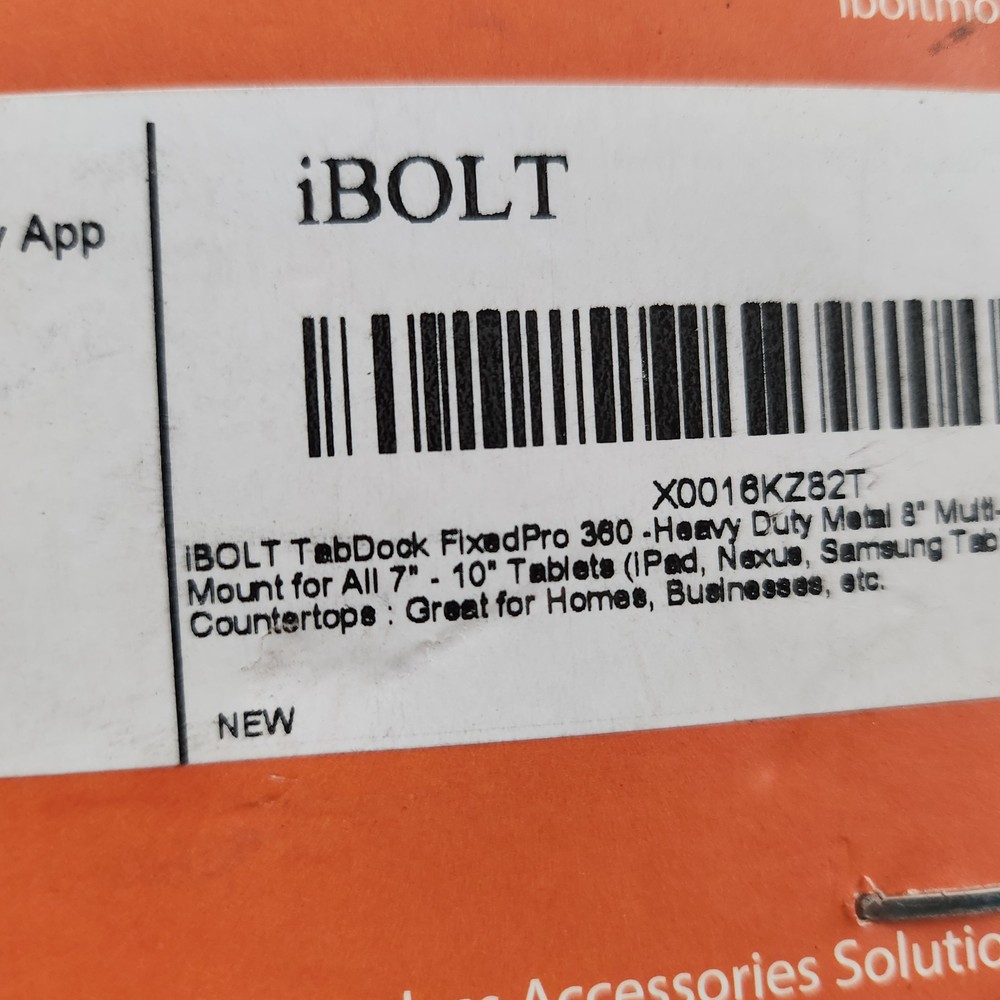 iboltmo
App
iBOLT
X0016KZ82T
iBOLT TabDock FixedPro 360 -Heavy Duty Metal 8" Multi-
Mount for All 7" - 10" Tablets (iPad, Nexus, Samsung Tab
Countertops : Great for Homes, Businesses, etc.
NEW
Accessories Solutio